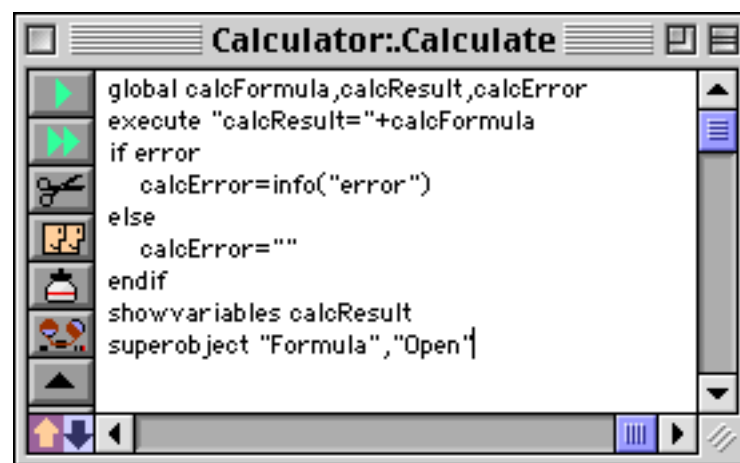 Calculator:.Calculate
global calcFormula,calcResult,calcError
execute "calcResult="+calcFormula
if error
    calcError=info("error")
else
    calcError=""
endif
showvariables calcResult
superobject "Formula","Open"